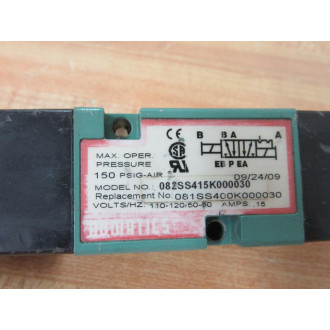 B BA A
EB P EA
MAX. OPER.
PRESSURE
150 PSIG-AIR
09/24/09
MODEL NO.: 082SS415K000030
Replacement No. 081SS400K000030
VOLTS/HZ: 110-120/50-60 AMPS .15
NUMATICS